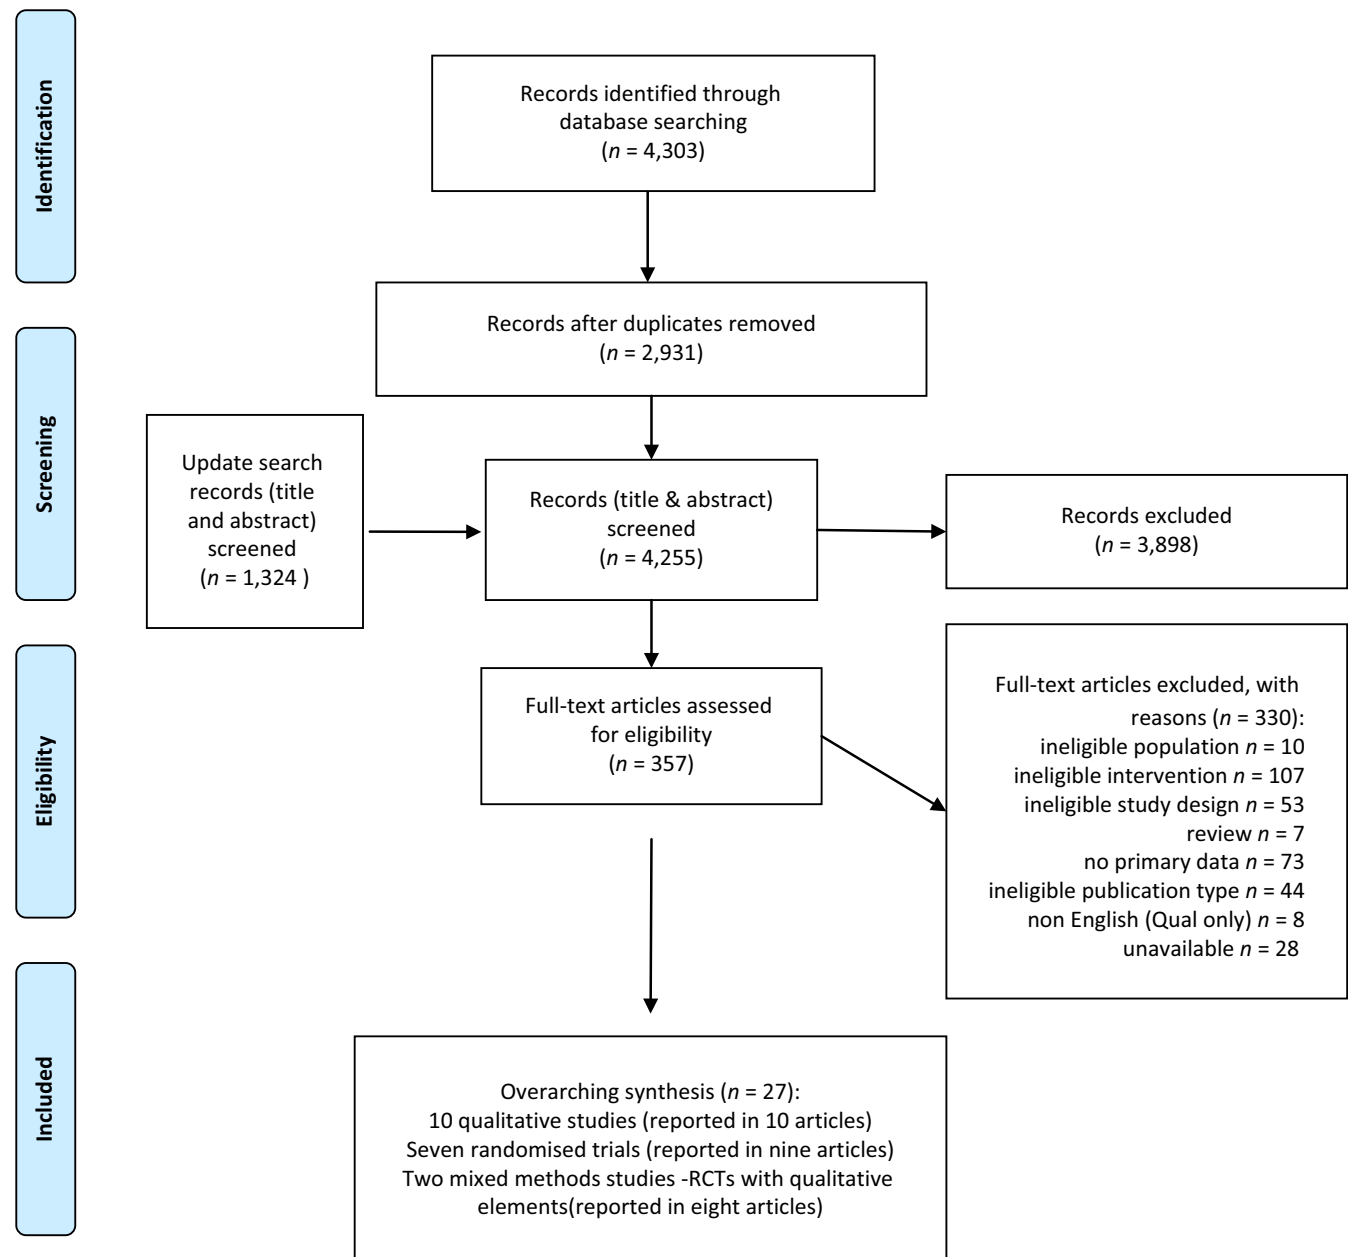 Identification
Records identified through
database searching
(n = 4,303)
Records after duplicates removed
(n = 2,931)
Screening
Update search
records (title
and abstract)
screened
(n = 1,324 )
Records (title & abstract)
screened
(n = 4,255)
Records excluded
(n = 3,898)
Eligibility
Full-text articles assessed
for eligibility
(n = 357)
Full-text articles excluded, with
reasons (n = 330):
ineligible population n = 10
ineligible intervention n = 107
ineligible study design n = 53
review n = 7
no primary data n = 73
ineligible publication type n = 44
non English (Qual only) n = 8
unavailable n = 28
Included
Overarching synthesis (n = 27):
10 qualitative studies (reported in 10 articles)
Seven randomised trials (reported in nine articles)
Two mixed methods studies -RCTs with qualitative
elements(reported in eight articles)